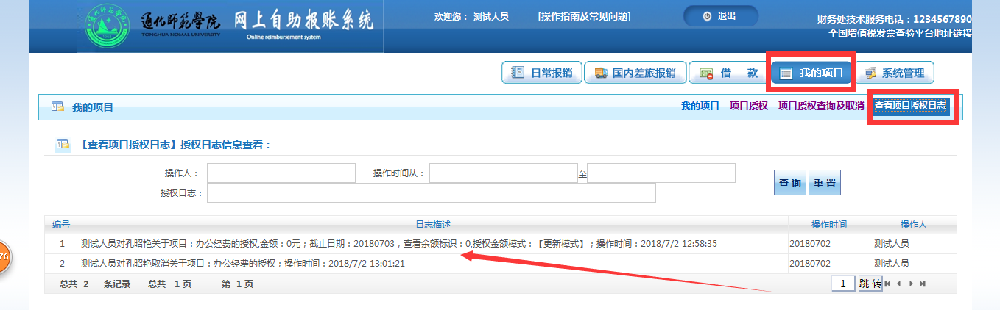 通化师范学院
TONGHUA NOMAL UNIVERSITY
网上自助报账系统
Online reimbursement system
欢迎您： 测试人员
[操作指南及常见问题]
退出
财务处技术服务电话：1234567890
全国增值税发票查验平台地址链接
日常报销 国内差旅报销 借 款 我的项目 系统管理
我的项目
我的项目 项目授权 项目授权查询及取消 查看项目授权日志
【查看项目授权日志】授权日志信息查看：
操作人： 操作时间从： 至
授权日志：
查 询 重 置
编号 日志描述 操作时间 操作人
1 测试人员对孔昭艳关于项目：办公经费的授权,金额：0元；截止日期：20180703，查看余额标识：0,授权金额模式：【更新模式】；操作时间：2018/7/2 12:58:35 20180702 测试人员
2 测试人员对孔昭艳取消关于项目：办公经费的授权；操作时间：2018/7/2 13:01:21 20180702 测试人员
总共 2 条记录 总共 1 页 第 1 页 1 跳 转
76